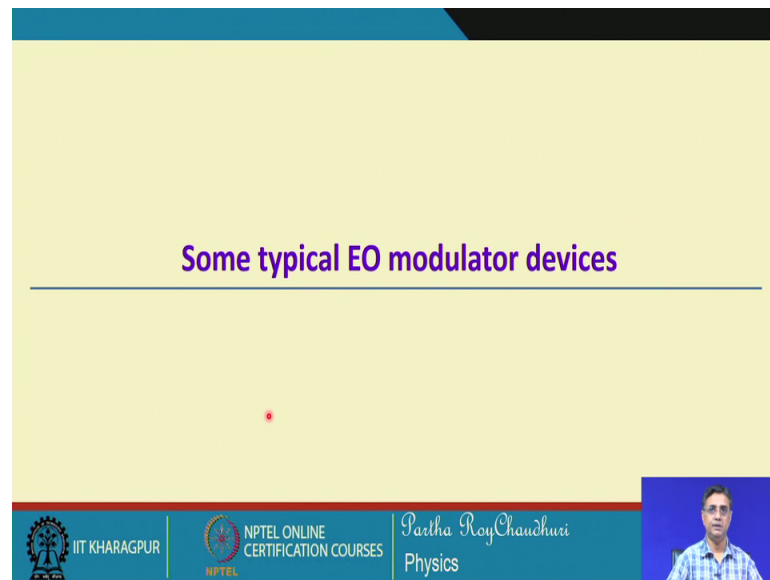 Some typical EO modulator devices
IIT KHARAGPUR
NPTEL
NPTEL ONLINE
CERTIFICATION COURSES
Partha RoyChaudhuri
Physics